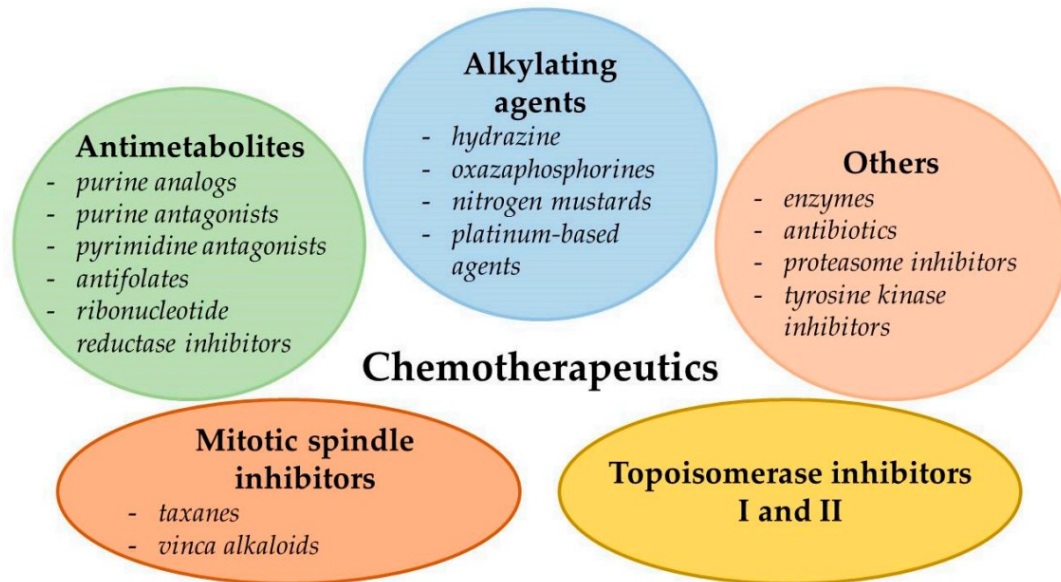 Alkylating
agents
- hydrazine
- oxazaphosphorines
- nitrogen mustards
- platinum-based
agents
Antimetabolites
- purine analogs
- purine antagonists
- pyrimidine antagonists
- antifolates
- ribonucleotide
reductase inhibitors
Others
- enzymes
- antibiotics
- proteasome inhibitors
- tyrosine kinase
inhibitors
Chemotherapeutics
Mitotic spindle
inhibitors
- taxanes
- vinca alkaloids
Topoisomerase inhibitors
I and II